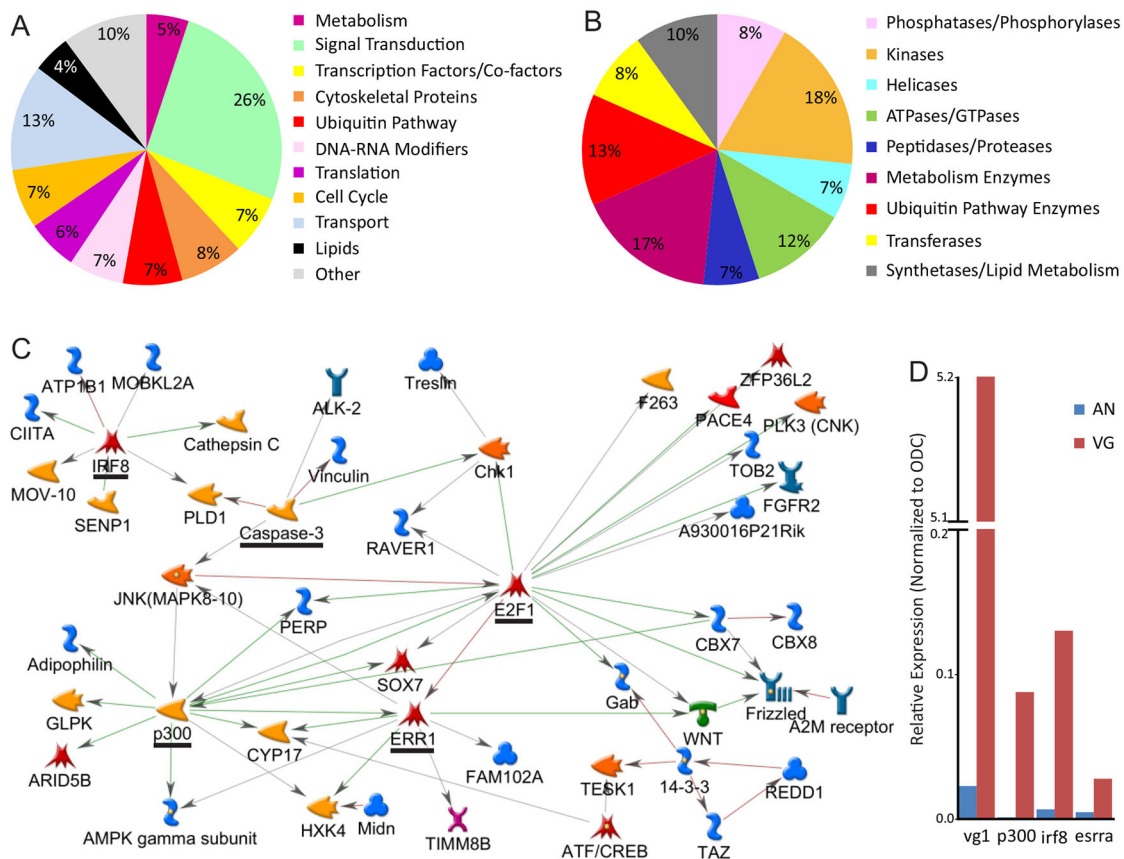 A
5%
26%
7%
8%
7%
7%
6%
7%
13%
4%
10%
Metabolism
Signal Transduction
Transcription Factors/Co-factors
Cytoskeletal Proteins
Ubiquitin Pathway
DNA-RNA Modifiers
Translation
Cell Cycle
Transport
Lipids
Other
B
8%
18%
7%
12%
7%
17%
13%
8%
10%
Phosphatases/Phosphorylases
Kinases
Helicases
ATPases/GTPases
Peptidases/Proteases
Metabolism Enzymes
Ubiquitin Pathway Enzymes
Transferases
Synthetases/Lipid Metabolism
C
ATP1B1
MOBKL2A
CIITA
IRF8
Cathepsin C
MOV-10
SENP1
PLD1
ALK-2
Vinculin
Caspase-3
Treslin
Chk1
RAVER1
F263
ZFP36L2
PACE4
PLK3 (CNK)
TOB2
FGFR2
A930016P21Rik
JNK(MAPK8-10)
PERP
E2F1
CBX7
CBX8
Adipophilin
SOX7
Gab
Frizzled
A2M receptor
GLPK
p300
CYP17
ERR1
WNT
ARID5B
FAM102A
TESK1
14-3-3
REDD1
AMPK gamma subunit
HXK4
Midn
TIMM8B
ATF/CREB
TAZ
D
Relative Expression (Normalized to ODC)
5.2
5.1
0.2
0.1
0.0
AN
VG
vg1
p300
irf8
esrra